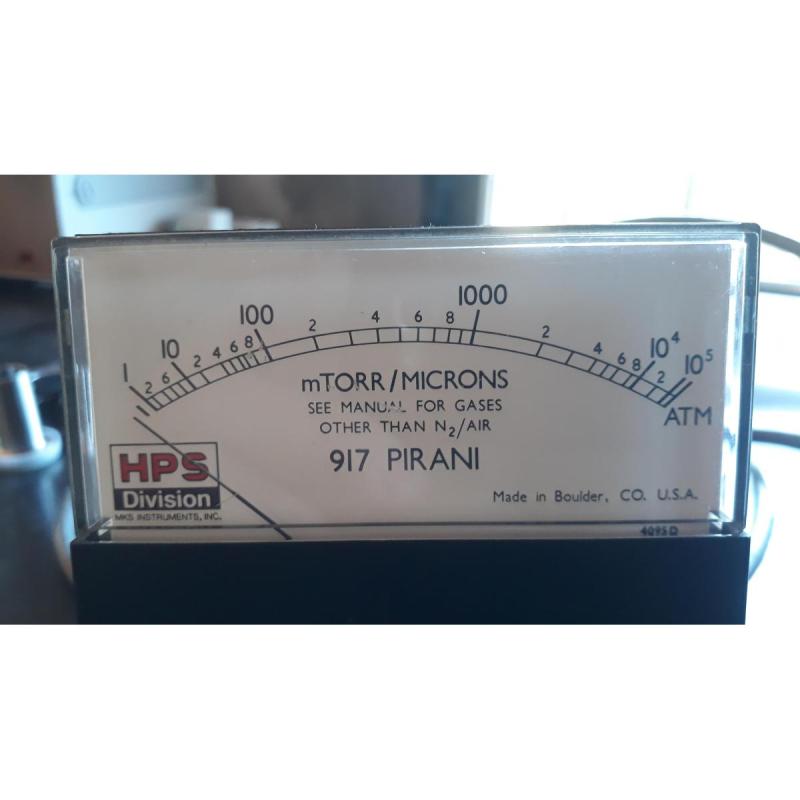 1 10 100 1000 10⁴ 10⁵
2 6 2 4 6 8 2 4 6 8 2 4 6 8 2
mTORR/MICRONS
SEE MANUAL FOR GASES
OTHER THAN N₂/AIR
917 PIRANI
ATM
HPS
Division
MKS INSTRUMENTS, INC.
Made in Boulder, CO. U.S.A.
4095D